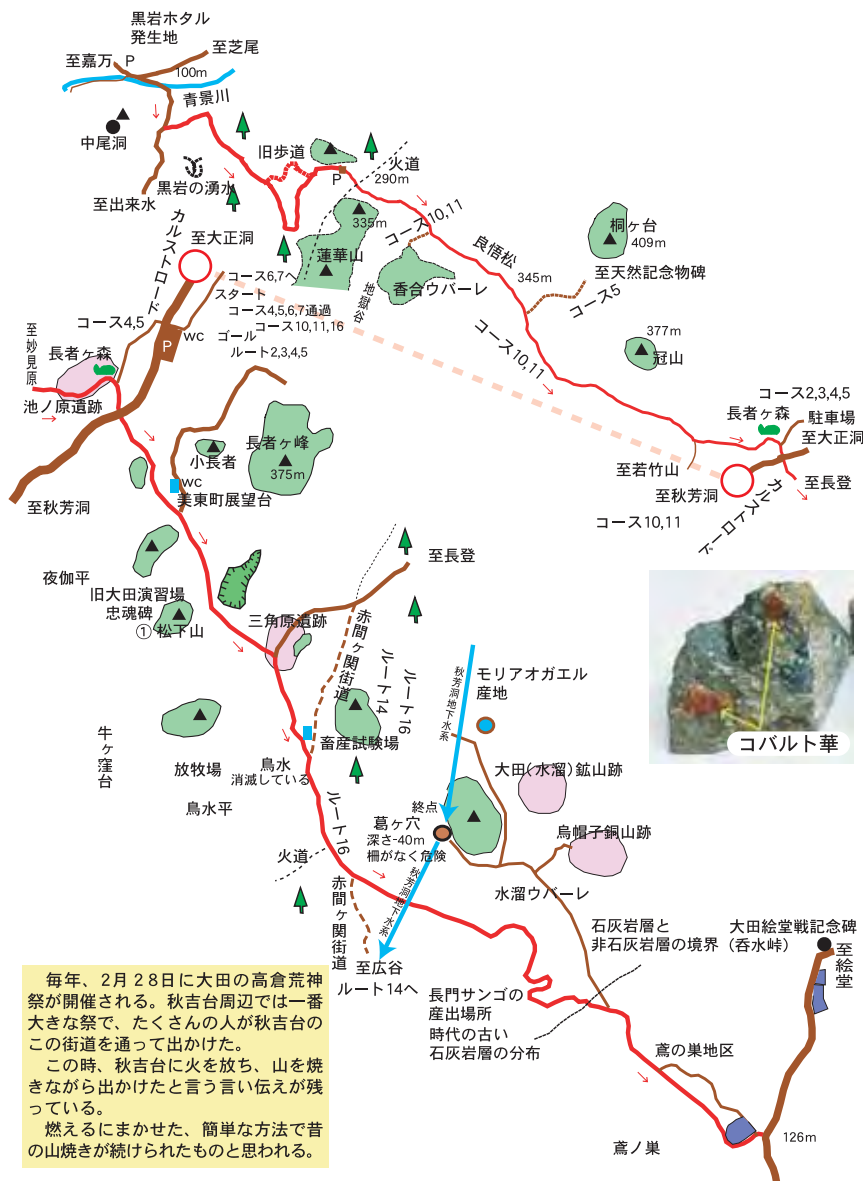 黒岩ホタル
発生地
至嘉万
P
至芝尾
100m
青景川
中尾洞
旧歩道
火道
290m
P
黒岩の湧水
至出来水
335m
コース10,11
蓮華山
地獄谷
香合ウバーレ
良悟松
345m
桐ヶ台
409m
至天然記念物碑
コース5
カルストロード
至大正洞
コース6,7へ
スタート
コース4,5,6,7通過
コース10,11,16
ゴール
ルート2,3,4,5
コース4,5
WC
P
至妙見原
長者ヶ森
池ノ原遺跡
377m
冠山
コース10,11
コース2,3,4,5
長者ヶ森
駐車場
至大正洞
至若竹山
至秋芳洞
至長登
カルストロード
コース10,11
長者ヶ峰
375m
小長者
WC
美東町展望台
至秋芳洞
夜伽平
旧大田演習場
忠魂碑
① 松下山
三角原遺跡
至長登
赤間ヶ関街道
ルート14
ルート16
秋芳洞地下水系
モリアオガエル
産地
コバルト華
牛ヶ窪台
放牧場
鳥水平
鳥水
消滅している
畜産試験場
大田(水溜)鉱山跡
終点
葛ヶ穴
深さ-40m
柵がなく危険
烏帽子銅山跡
ルート16
火道
秋芳洞地下水系
水溜ウバーレ
赤間ヶ関街道
至広谷
ルート14へ
石灰岩層と
非石灰岩層の境界
大田絵堂戦記念碑
(呑水峠)
至絵堂
長門サンゴの
産出場所
時代の古い
石灰岩層の分布
鳶の巣地区
鳶ノ巣
126m
毎年、2月28日に大田の高倉荒神
祭が開催される。秋吉台周辺では一番
大きな祭で、たくさんの人が秋吉台の
この街道を通って出かけた。
この時、秋吉台に火を放ち、山を焼
きながら出かけたと言う言い伝えが残
っている。
燃えるにまかせた、簡単な方法で昔
の山焼きが続けられたものと思われる。